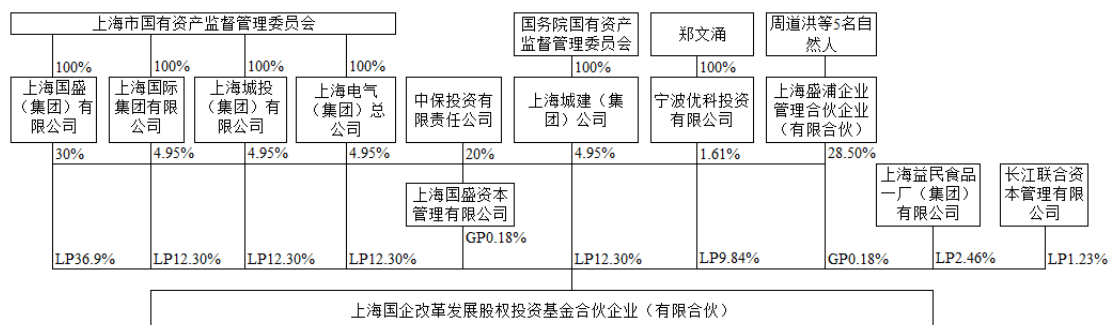 上海市国有资产监督管理委员会
国务院国有资产
监督管理委员会
郑文涌
周道洪等5名自
然人
100%
100%
100%
100%
100%
100%
上海国盛
（集团）有
限公司
上海国际
集团有限公
司
上海城投
（集团）有
限公司
上海电气
（集团）总
公司
中保投资有
限责任公司
上海城建（集
团）公司
宁波优科投资
有限公司
上海盛浦企业
管理合伙企业
（有限合伙）
30%
4.95%
4.95%
4.95%
20%
4.95%
1.61%
28.50%
上海国盛资本
管理有限公司
上海益民食品
一厂（集团）
有限公司
长江联合资
本管理有限
公司
GP0.18%
LP36.9%
LP12.30%
LP12.30%
LP12.30%
LP12.30%
LP9.84%
GP0.18%
LP2.46%
LP1.23%
上海国企改革发展股权投资基金合伙企业（有限合伙）